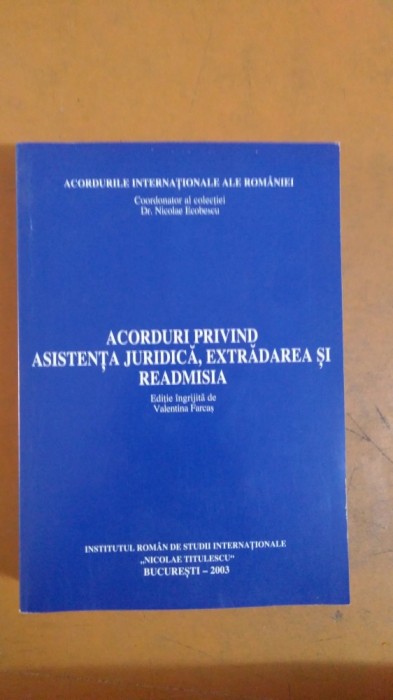 ACORDURILE INTERNAȚIONALE ALE ROMÂNIEI
Coordonator al colecției
Dr. Nicolae Ecobescu
ACORDURI PRIVIND
ASISTENȚA JURIDICĂ, EXTRĂDAREA ȘI
READMISIA
Ediție îngrijită de
Valentina Farcaș
INSTITUTUL ROMÂN DE STUDII INTERNAȚIONALE
„NICOLAE TITULESCU”
BUCUREȘTI – 2003